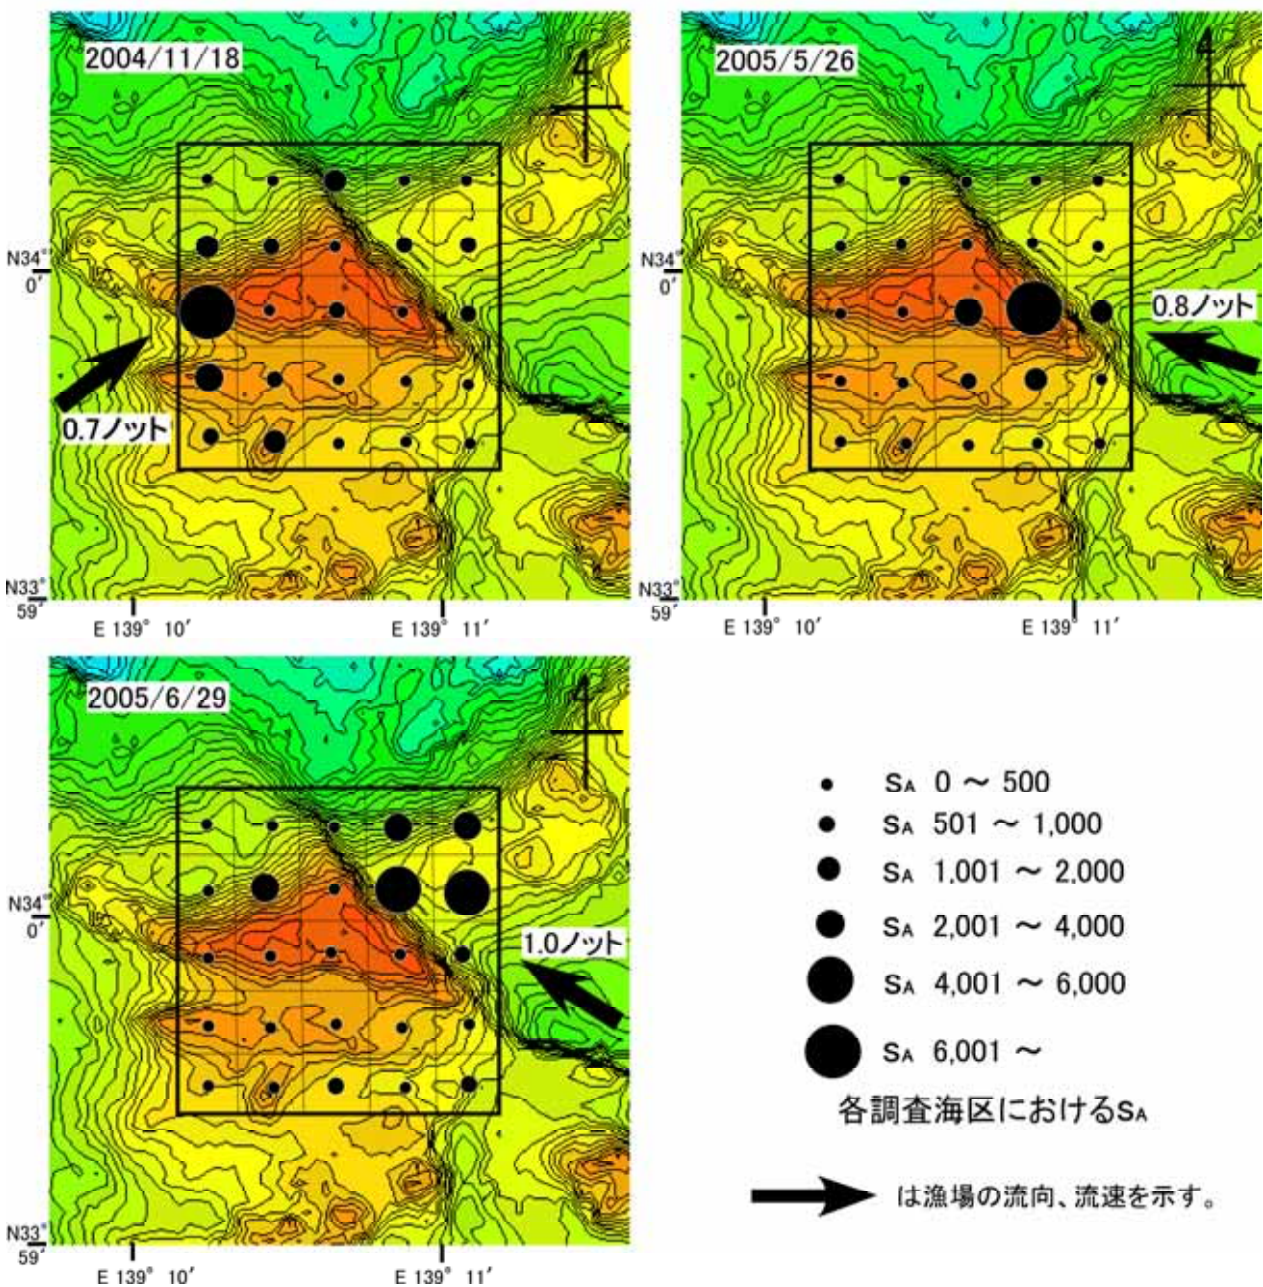 2004/11/18
N34°
0′
0.7ノット
N33°
59′
E 139° 10′
E 139° 11′
2005/5/26
N34°
0′
0.8ノット
N33°
59′
E 139° 10′
E 139° 11′
2005/6/29
N34°
0′
1.0ノット
N33°
59′
E 139° 10′
E 139° 11′
SA 0 ～ 500
SA 501 ～ 1,000
SA 1,001 ～ 2,000
SA 2,001 ～ 4,000
SA 4,001 ～ 6,000
SA 6,001 ～
各調査海区におけるSA
は漁場の流向、流速を示す。